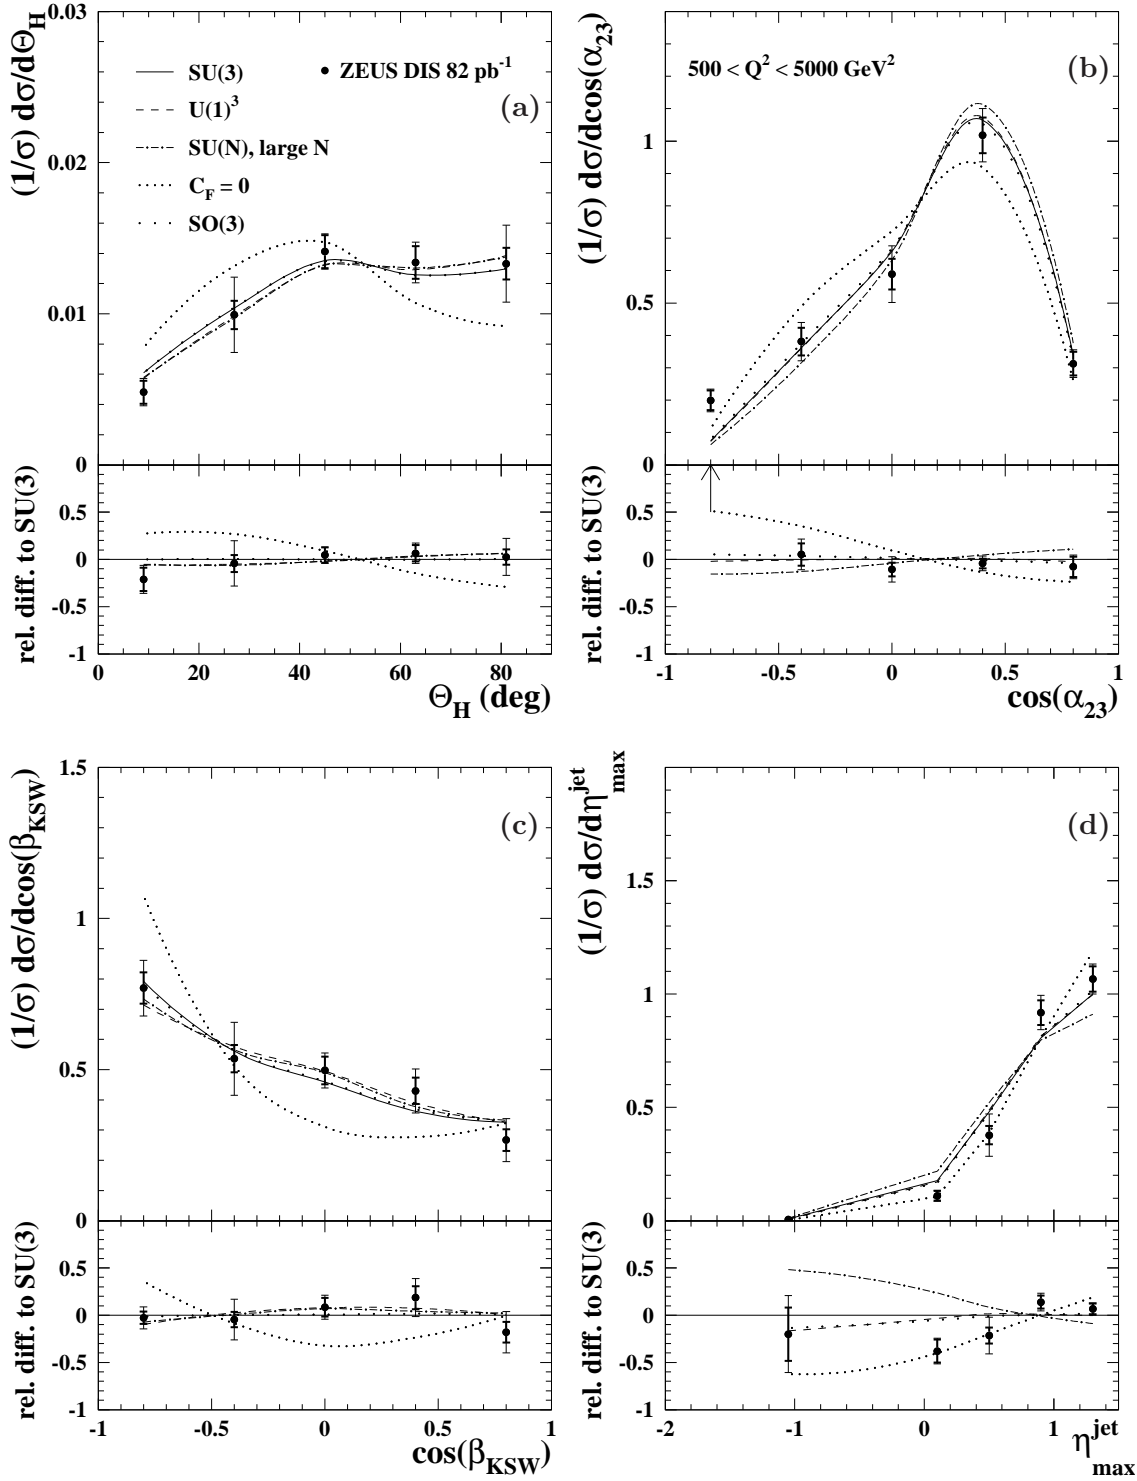 (1/σ) dσ/dΘ_H
0.03
0.02
0.01
0
SU(3)
U(1)³
SU(N), large N
C_F = 0
SO(3)
ZEUS DIS 82 pb⁻¹
(a)
rel. diff. to SU(3)
0.5
0
-0.5
-1
0 20 40 60 80
Θ_H (deg)
(1/σ) dσ/dcos(α₂₃)
1
0.5
0
500 < Q² < 5000 GeV²
(b)
rel. diff. to SU(3)
0.5
0
-0.5
-1
-1 -0.5 0 0.5 1
cos(α₂₃)
(1/σ) dσ/dcos(β_KSW)
1.5
1
0.5
0
(c)
rel. diff. to SU(3)
0.5
0
-0.5
-1
-1 -0.5 0 0.5 1
cos(β_KSW)
(1/σ) dσ/dη^jet_max
1.5
1
0.5
0
(d)
rel. diff. to SU(3)
0.5
0
-0.5
-1
-2 -1 0 1
η^jet_max